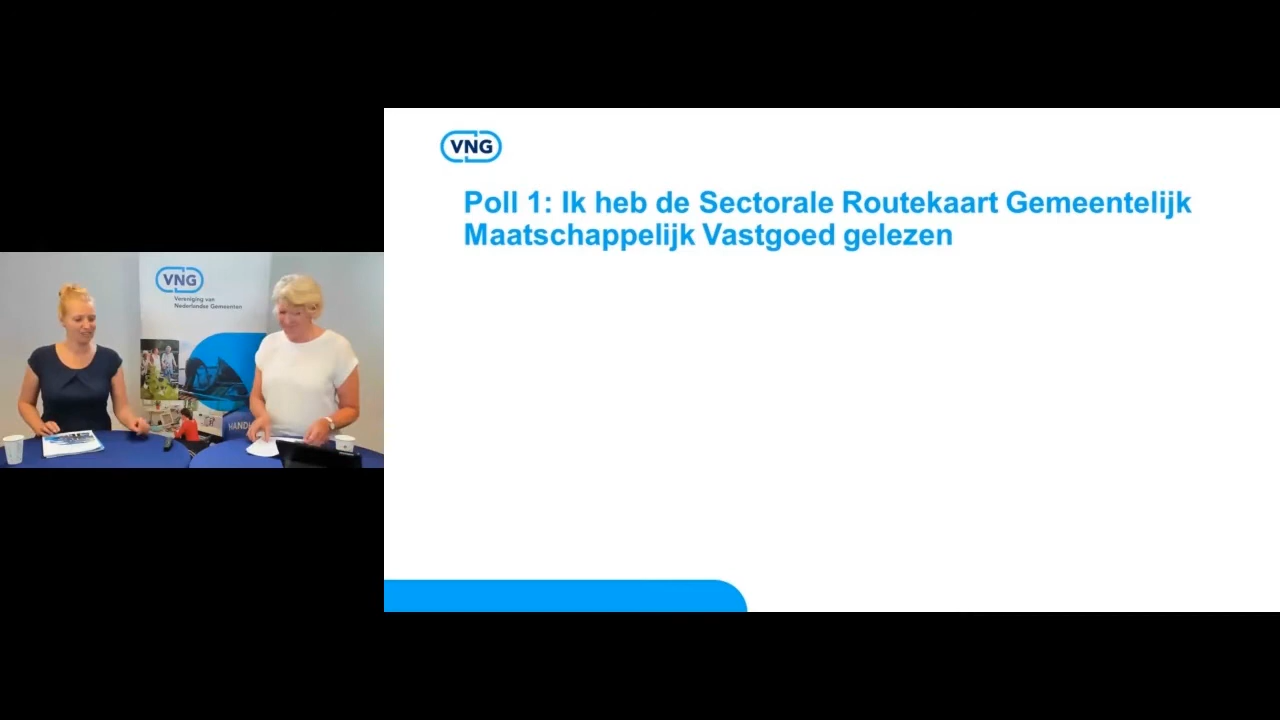 VNG
Poll 1: Ik heb de Sectorale Routekaart Gemeentelijk
Maatschappelijk Vastgoed gelezen
VNG
Vereniging van
Nederlandse Gemeenten